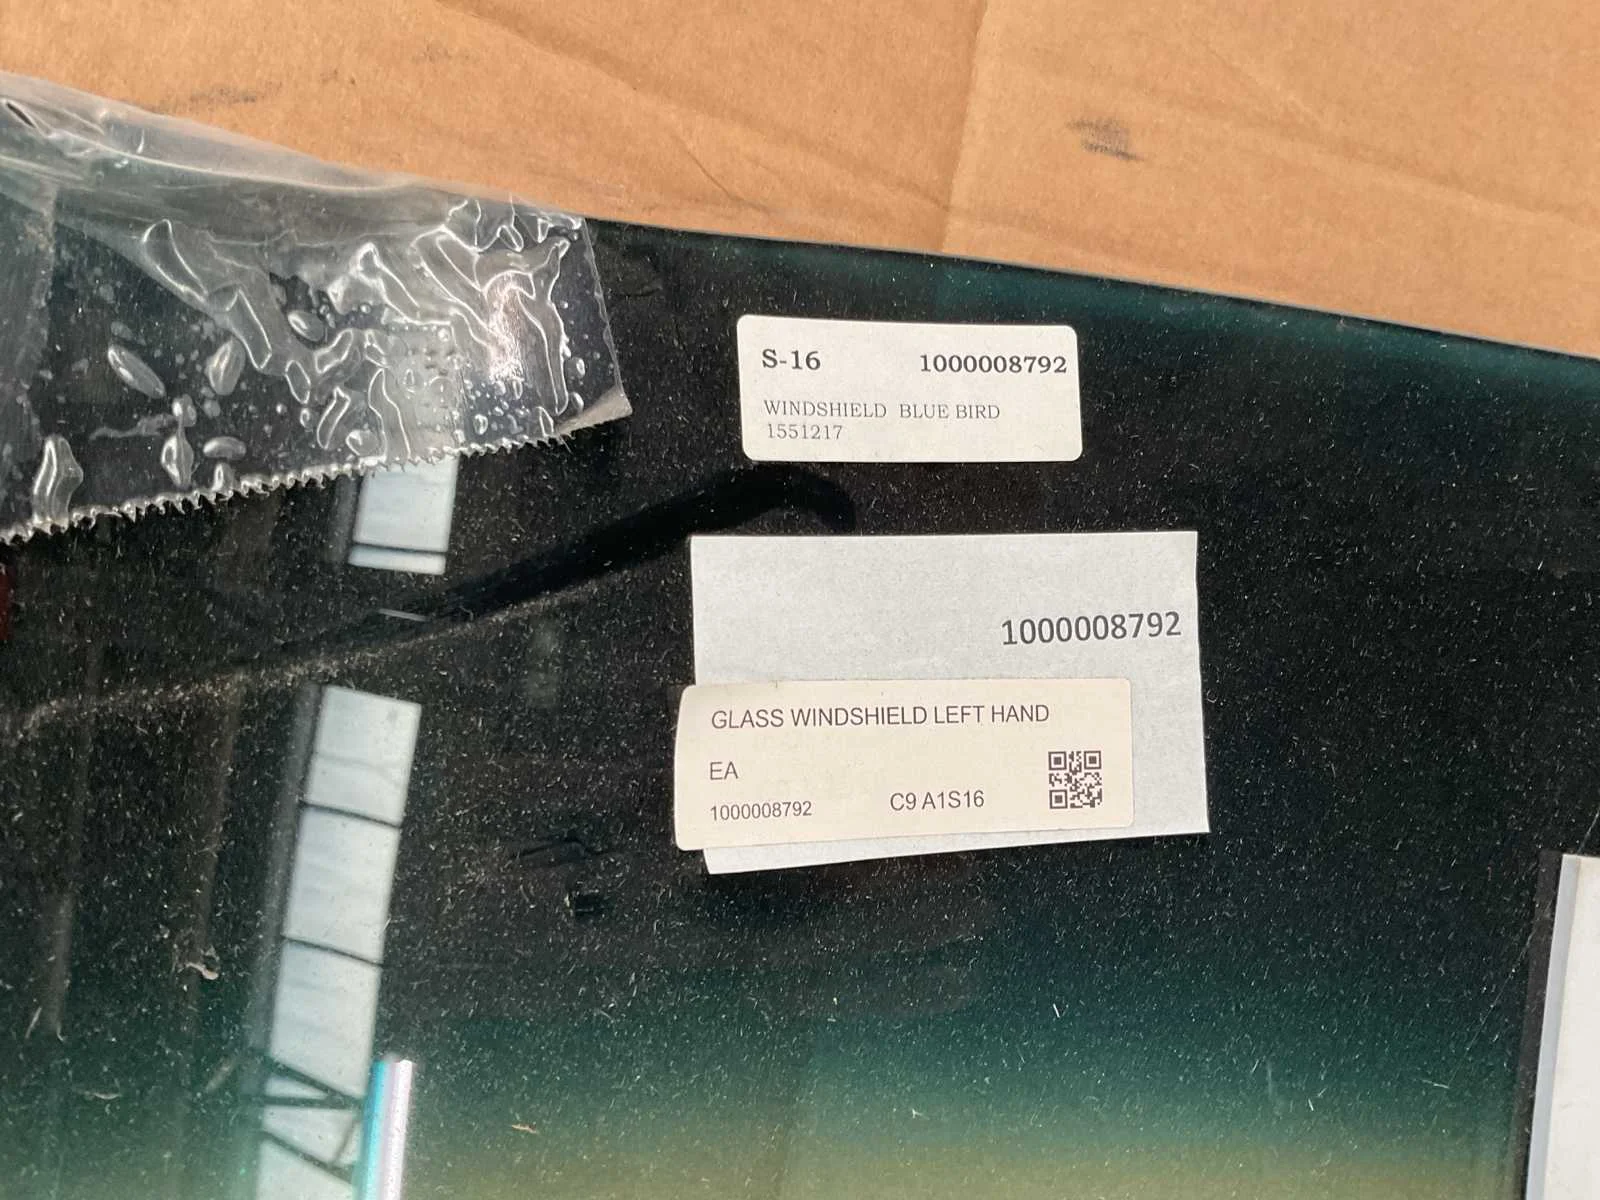 S-16 1000008792
WINDSHIELD BLUE BIRD
1551217
1000008792
GLASS WINDSHIELD LEFT HAND
EA
1000008792 C9 A1S16